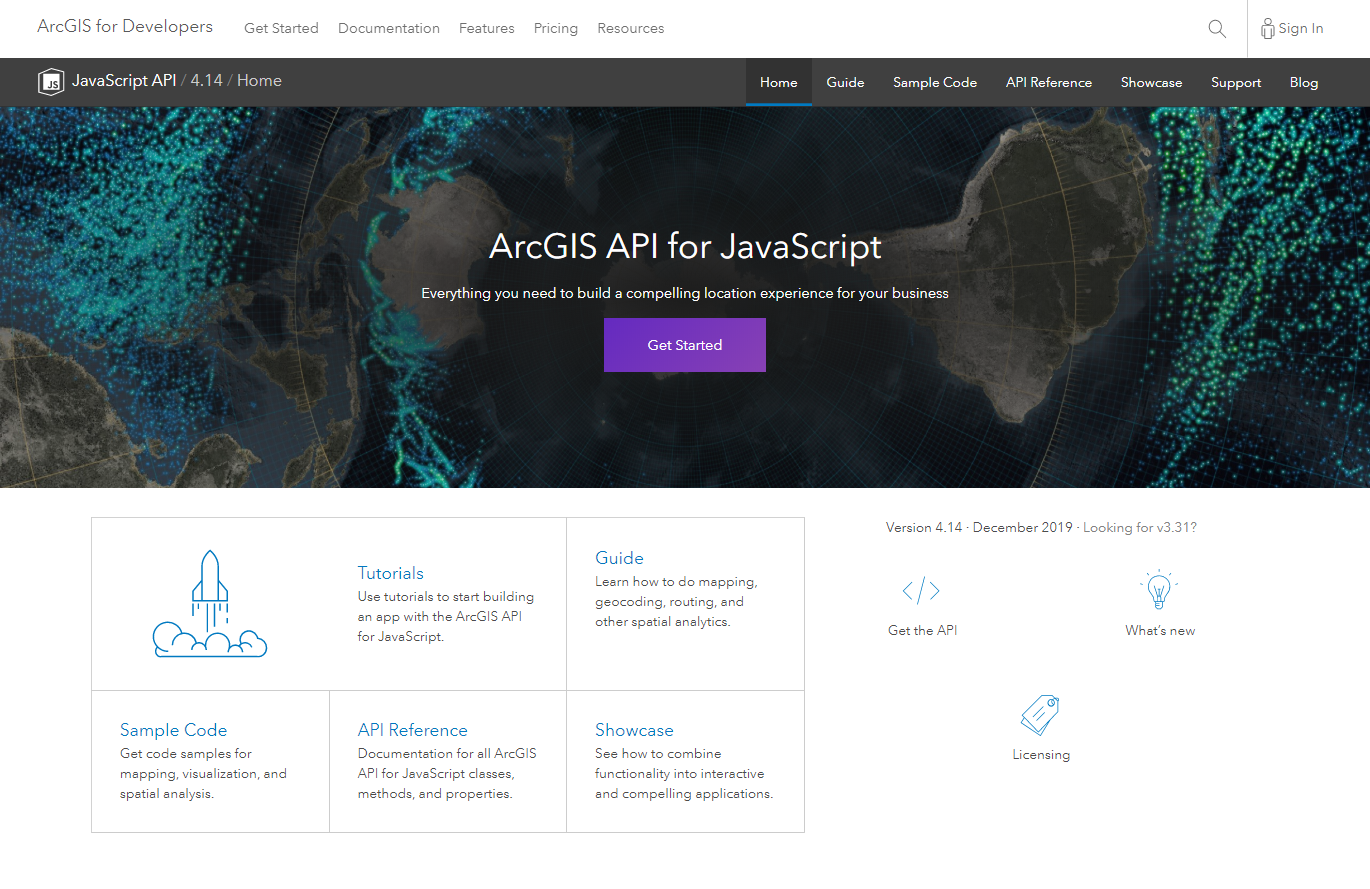 ArcGIS for Developers Get Started Documentation Features Pricing Resources Sign In
JS JavaScript API / 4.14 / Home Home Guide Sample Code API Reference Showcase Support Blog
ArcGIS API for JavaScript
Everything you need to build a compelling location experience for your business
Get Started
Tutorials
Use tutorials to start building
an app with the ArcGIS API
for JavaScript.
Guide
Learn how to do mapping,
geocoding, routing, and
other spatial analytics.
Sample Code
Get code samples for
mapping, visualization, and
spatial analysis.
API Reference
Documentation for all ArcGIS
API for JavaScript classes,
methods, and properties.
Showcase
See how to combine
functionality into interactive
and compelling applications.
Version 4.14 · December 2019 · Looking for v3.31?
Get the API
What's new
Licensing